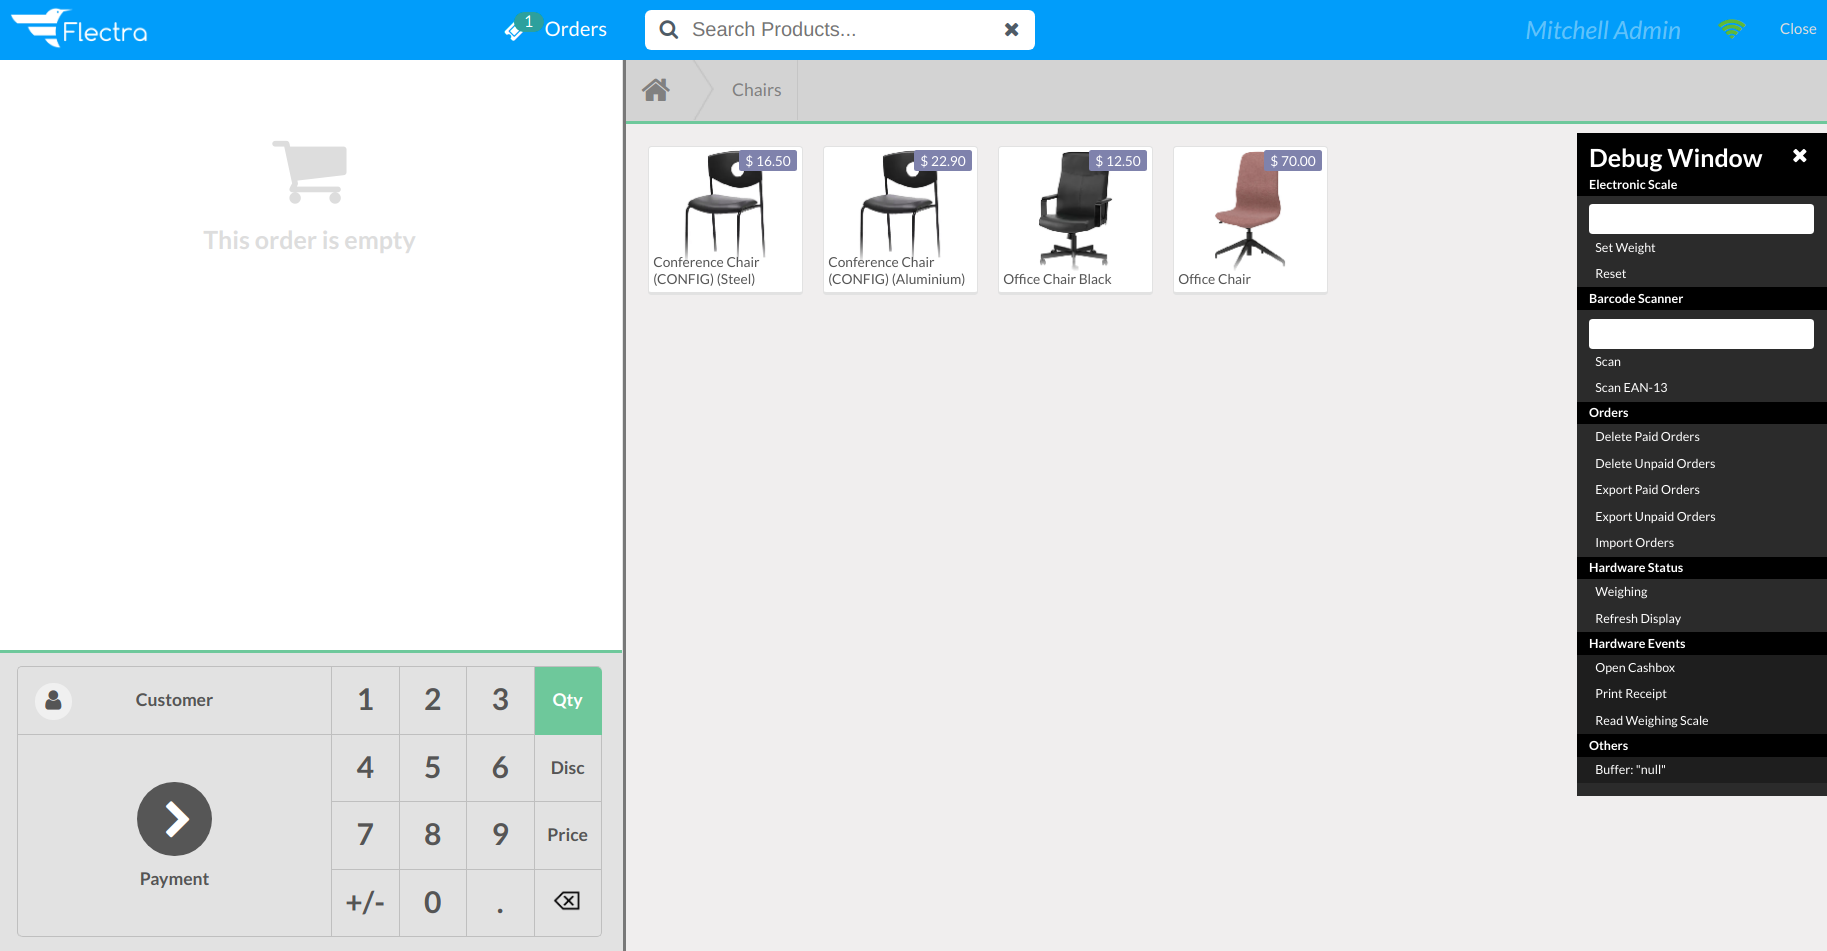 Flectra
1
Orders
Search Products...
Mitchell Admin
Close
This order is empty
Chairs
$ 16.50
Conference Chair
(CONFIG) (Steel)
$ 22.90
Conference Chair
(CONFIG) (Aluminium)
$ 12.50
Office Chair Black
$ 70.00
Office Chair
Debug Window
Electronic Scale
Set Weight
Reset
Barcode Scanner
Scan
Scan EAN-13
Orders
Delete Paid Orders
Delete Unpaid Orders
Export Paid Orders
Export Unpaid Orders
Import Orders
Hardware Status
Weighing
Refresh Display
Hardware Events
Open Cashbox
Print Receipt
Read Weighing Scale
Others
Buffer: "null"
Customer
1 2 3 Qty
4 5 6 Disc
7 8 9 Price
+/- 0 .
Payment